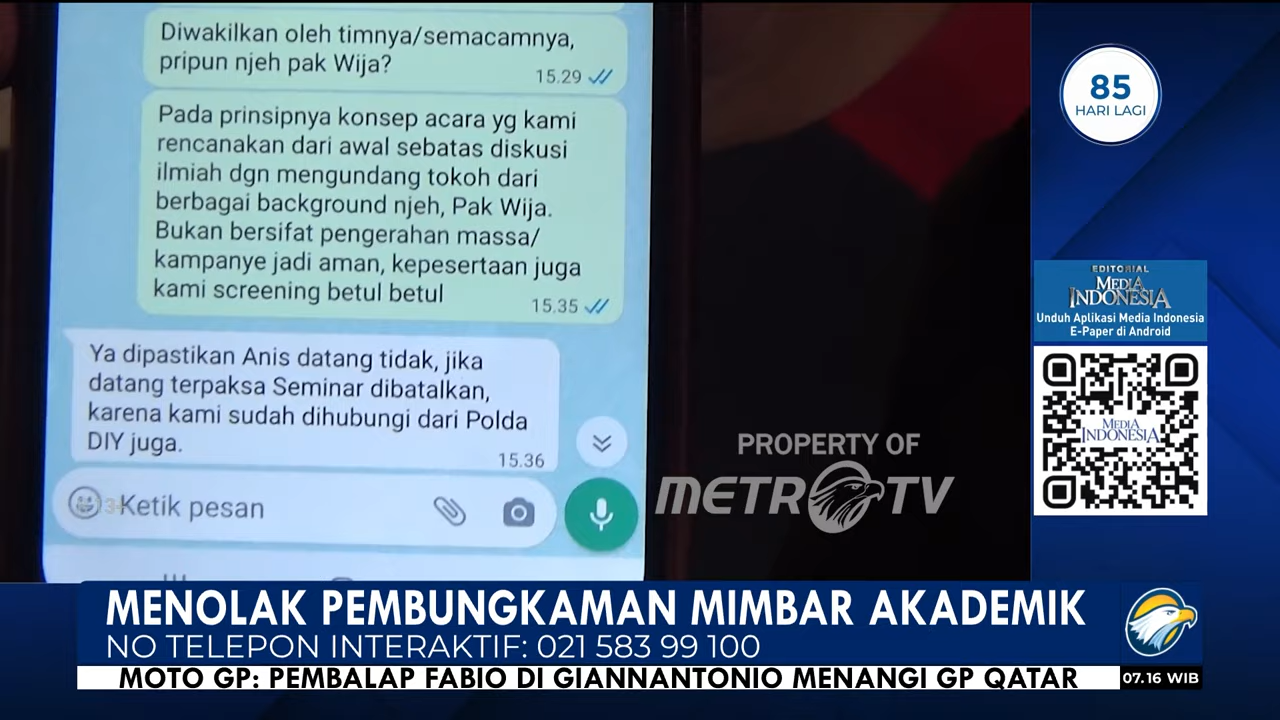 Diwakilkan oleh timnya/semacamnya,
pripun njeh pak Wija?
15.29
Pada prinsipnya konsep acara yg kami
rencanakan dari awal sebatas diskusi
ilmiah dgn mengundang tokoh dari
berbagai background njeh, Pak Wija.
Bukan bersifat pengerahan massa/
kampanye jadi aman, kepesertaan juga
kami screening betul betul
15.35
Ya dipastikan Anis datang tidak, jika
datang terpaksa Seminar dibatalkan,
karena kami sudah dihubungi dari Polda
DIY juga.
15.36
Ketik pesan
PROPERTY OF
METRO TV
85
HARI LAGI
EDITORIAL
MEDIA
INDONESIA
Unduh Aplikasi Media Indonesia
E-Paper di Android
MEDIA
INDONESIA
MENOLAK PEMBUNGKAMAN MIMBAR AKADEMIK
NO TELEPON INTERAKTIF: 021 583 99 100
MOTO GP: PEMBALAP FABIO DI GIANNANTONIO MENANGI GP QATAR
07.16 WIB